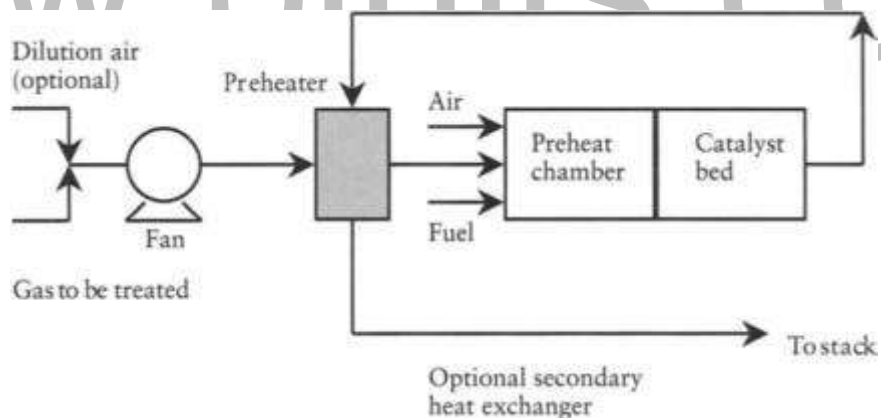 Dilution air
(optional)
Preheater
Air
Preheat
chamber
Catalyst
bed
Fan
Fuel
Gas to be treated
To stack
Optional secondary
heat exchanger